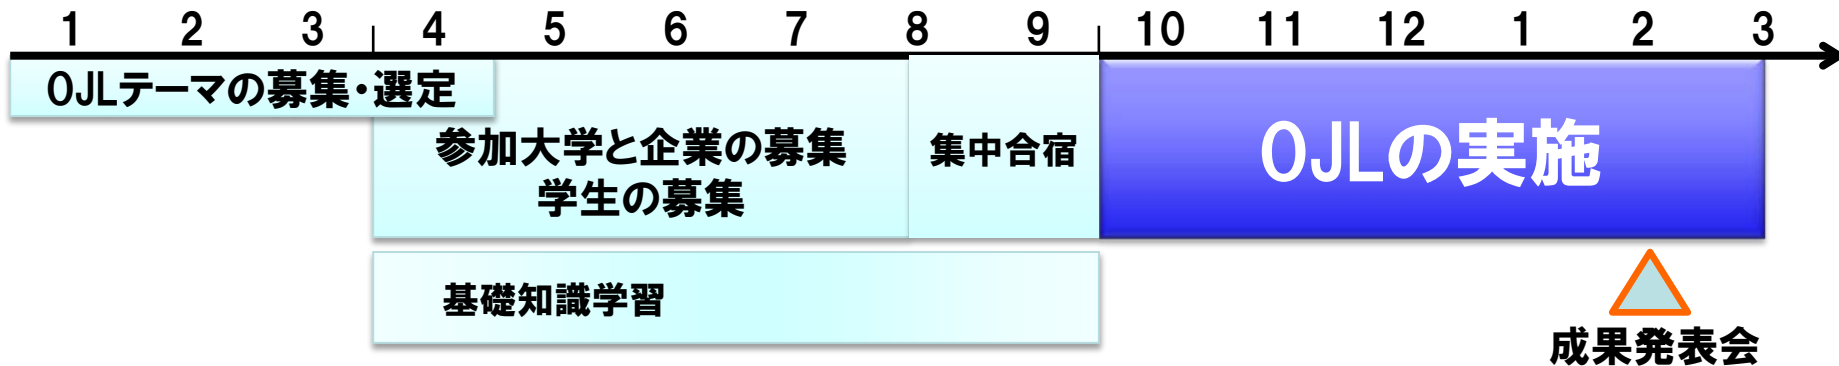 1 2 3 4 5 6 7 8 9 10 11 12 1 2 3
OJLテーマの募集・選定
参加大学と企業の募集
学生の募集
集中合宿
OJLの実施
基礎知識学習
成果発表会